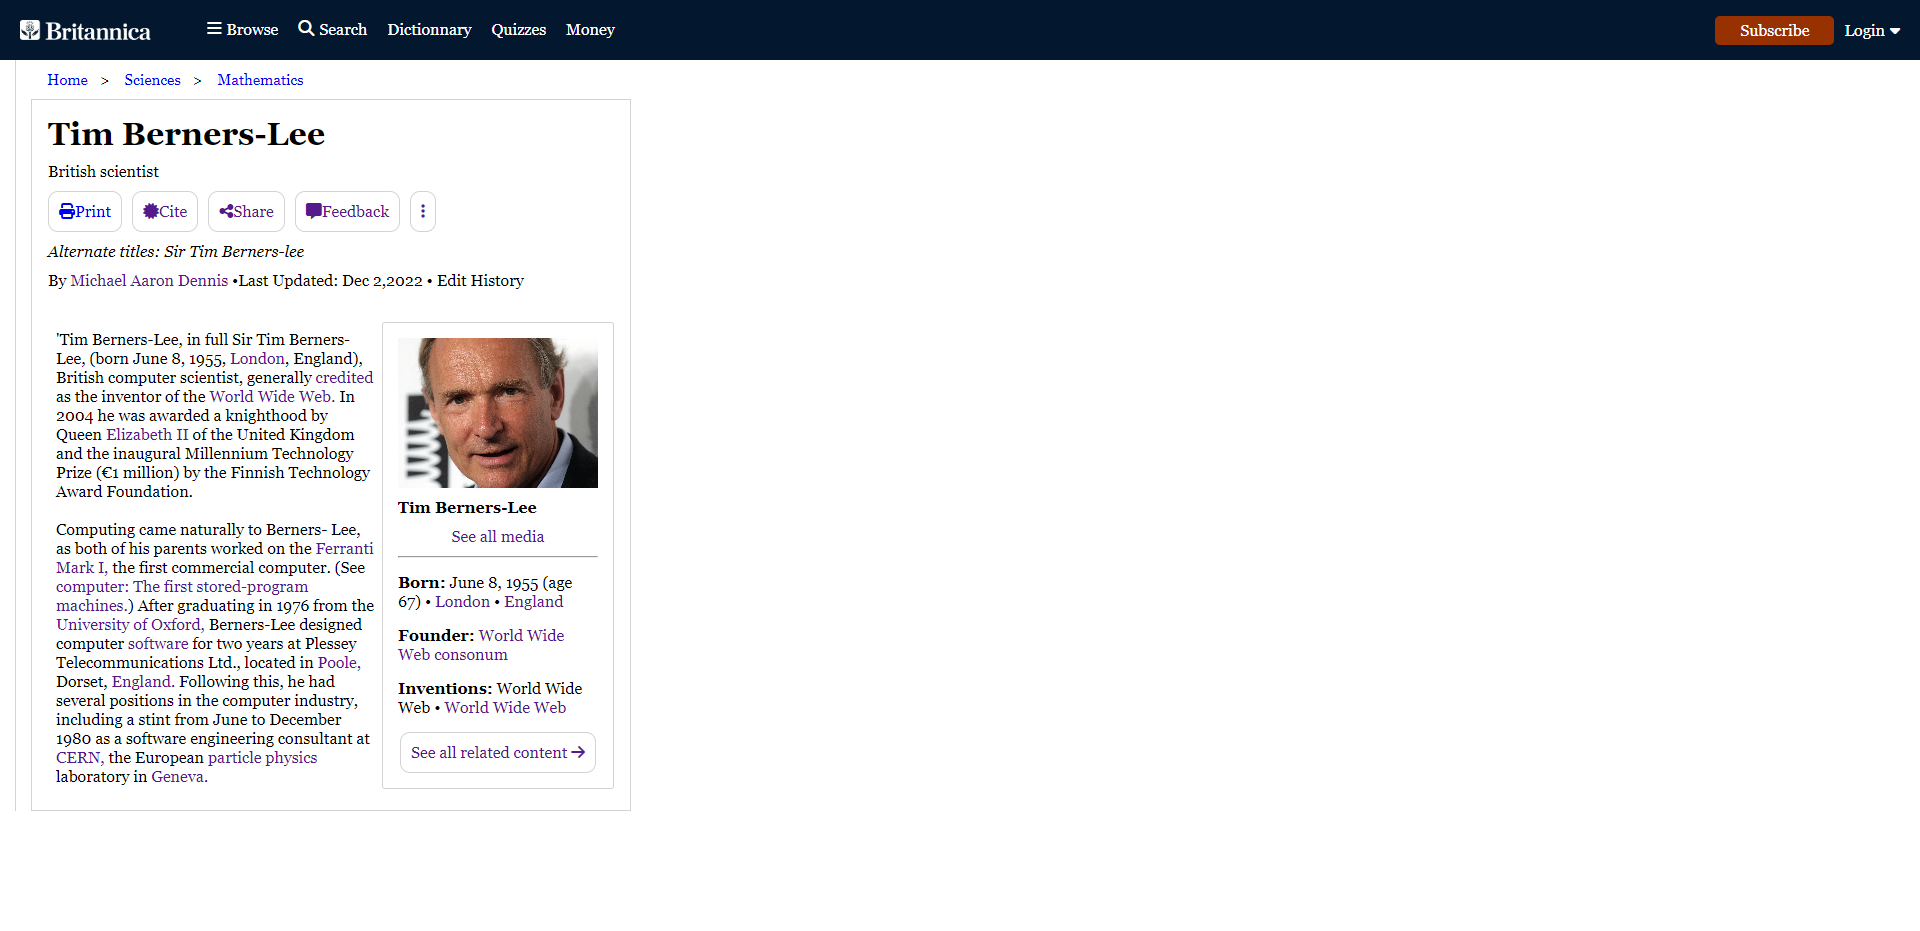 Britannica Browse Search Dictionnary Quizzes Money Subscribe Login
Home > Sciences > Mathematics
Tim Berners-Lee
British scientist
Print Cite Share Feedback
Alternate titles: Sir Tim Berners-lee
By Michael Aaron Dennis •Last Updated: Dec 2,2022 • Edit History
'Tim Berners-Lee, in full Sir Tim Berners-
Lee, (born June 8, 1955, London, England),
British computer scientist, generally credited
as the inventor of the World Wide Web. In
2004 he was awarded a knighthood by
Queen Elizabeth II of the United Kingdom
and the inaugural Millennium Technology
Prize (€1 million) by the Finnish Technology
Award Foundation.
Computing came naturally to Berners- Lee,
as both of his parents worked on the Ferranti
Mark I, the first commercial computer. (See
computer: The first stored-program
machines.) After graduating in 1976 from the
University of Oxford, Berners-Lee designed
computer software for two years at Plessey
Telecommunications Ltd., located in Poole,
Dorset, England. Following this, he had
several positions in the computer industry,
including a stint from June to December
1980 as a software engineering consultant at
CERN, the European particle physics
laboratory in Geneva.
Tim Berners-Lee
See all media
Born: June 8, 1955 (age
67) • London • England
Founder: World Wide
Web consonum
Inventions: World Wide
Web • World Wide Web
See all related content